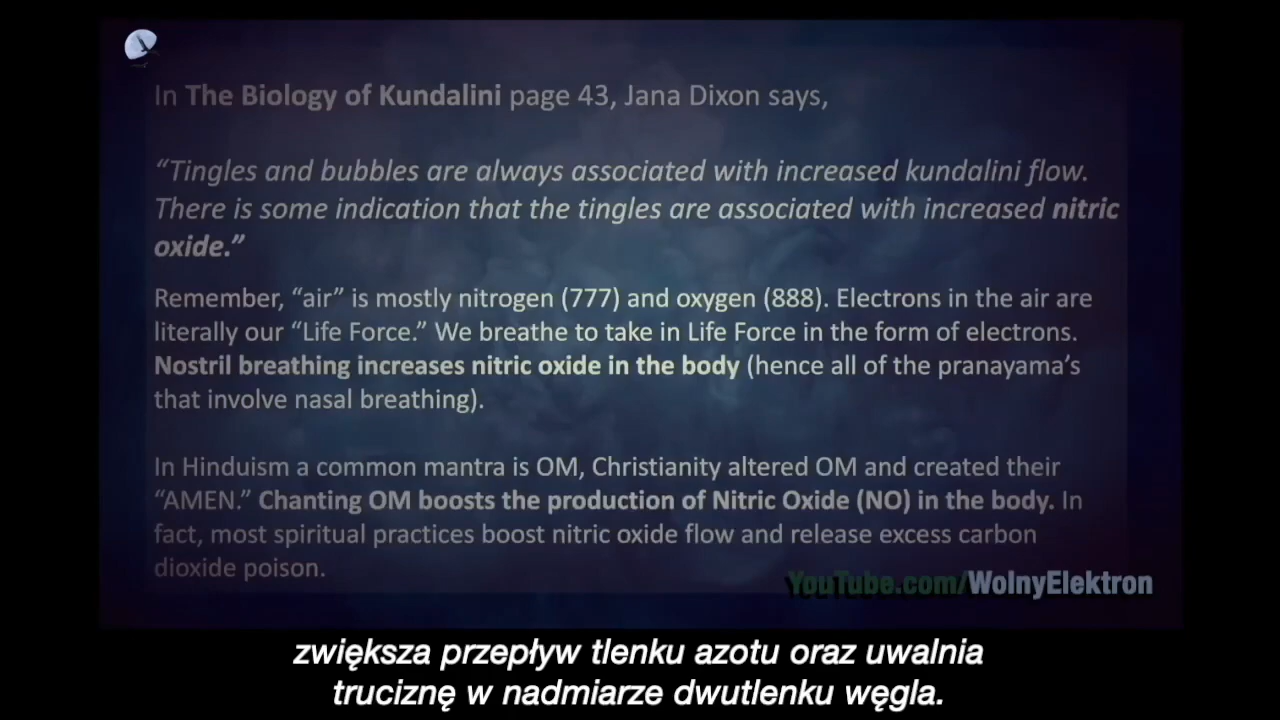 In The Biology of Kundalini page 43, Jana Dixon says,
“Tingles and bubbles are always associated with increased kundalini flow.
There is some indication that the tingles are associated with increased nitric
oxide.”
Remember, “air” is mostly nitrogen (777) and oxygen (888). Electrons in the air are
literally our “Life Force.” We breathe to take in Life Force in the form of electrons.
Nostril breathing increases nitric oxide in the body (hence all of the pranayama’s
that involve nasal breathing).
In Hinduism a common mantra is OM, Christianity altered OM and created their
“AMEN.” Chanting OM boosts the production of Nitric Oxide (NO) in the body. In
fact, most spiritual practices boost nitric oxide flow and release excess carbon
dioxide poison.
YouTube.com/WolnyElektron
zwiększa przepływ tlenku azotu oraz uwalnia
truciznę w nadmiarze dwutlenku węgla.